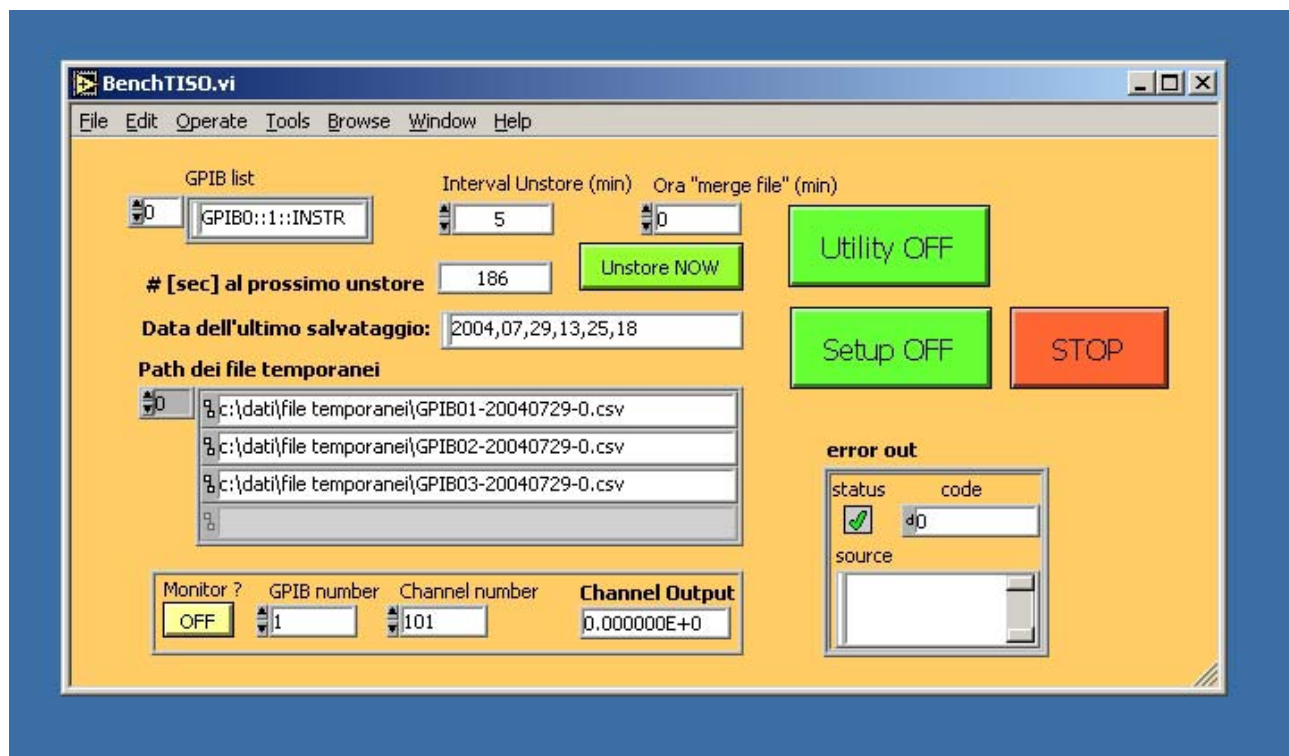 BenchTISO.vi
File Edit Operate Tools Browse Window Help
GPIB list
Interval Unstore (min)
Ora "merge file" (min)
0
GPIB0::1::INSTR
5
0
Utility OFF
Unstore NOW
# [sec] al prossimo unstore
186
Data dell'ultimo salvataggio:
2004,07,29,13,25,18
Setup OFF
STOP
Path dei file temporanei
0
c:\dati\file temporanei\GPIB01-20040729-0.csv
c:\dati\file temporanei\GPIB02-20040729-0.csv
c:\dati\file temporanei\GPIB03-20040729-0.csv
error out
status
code
d0
source
Monitor ?
GPIB number
Channel number
Channel Output
OFF
1
101
0.000000E+0